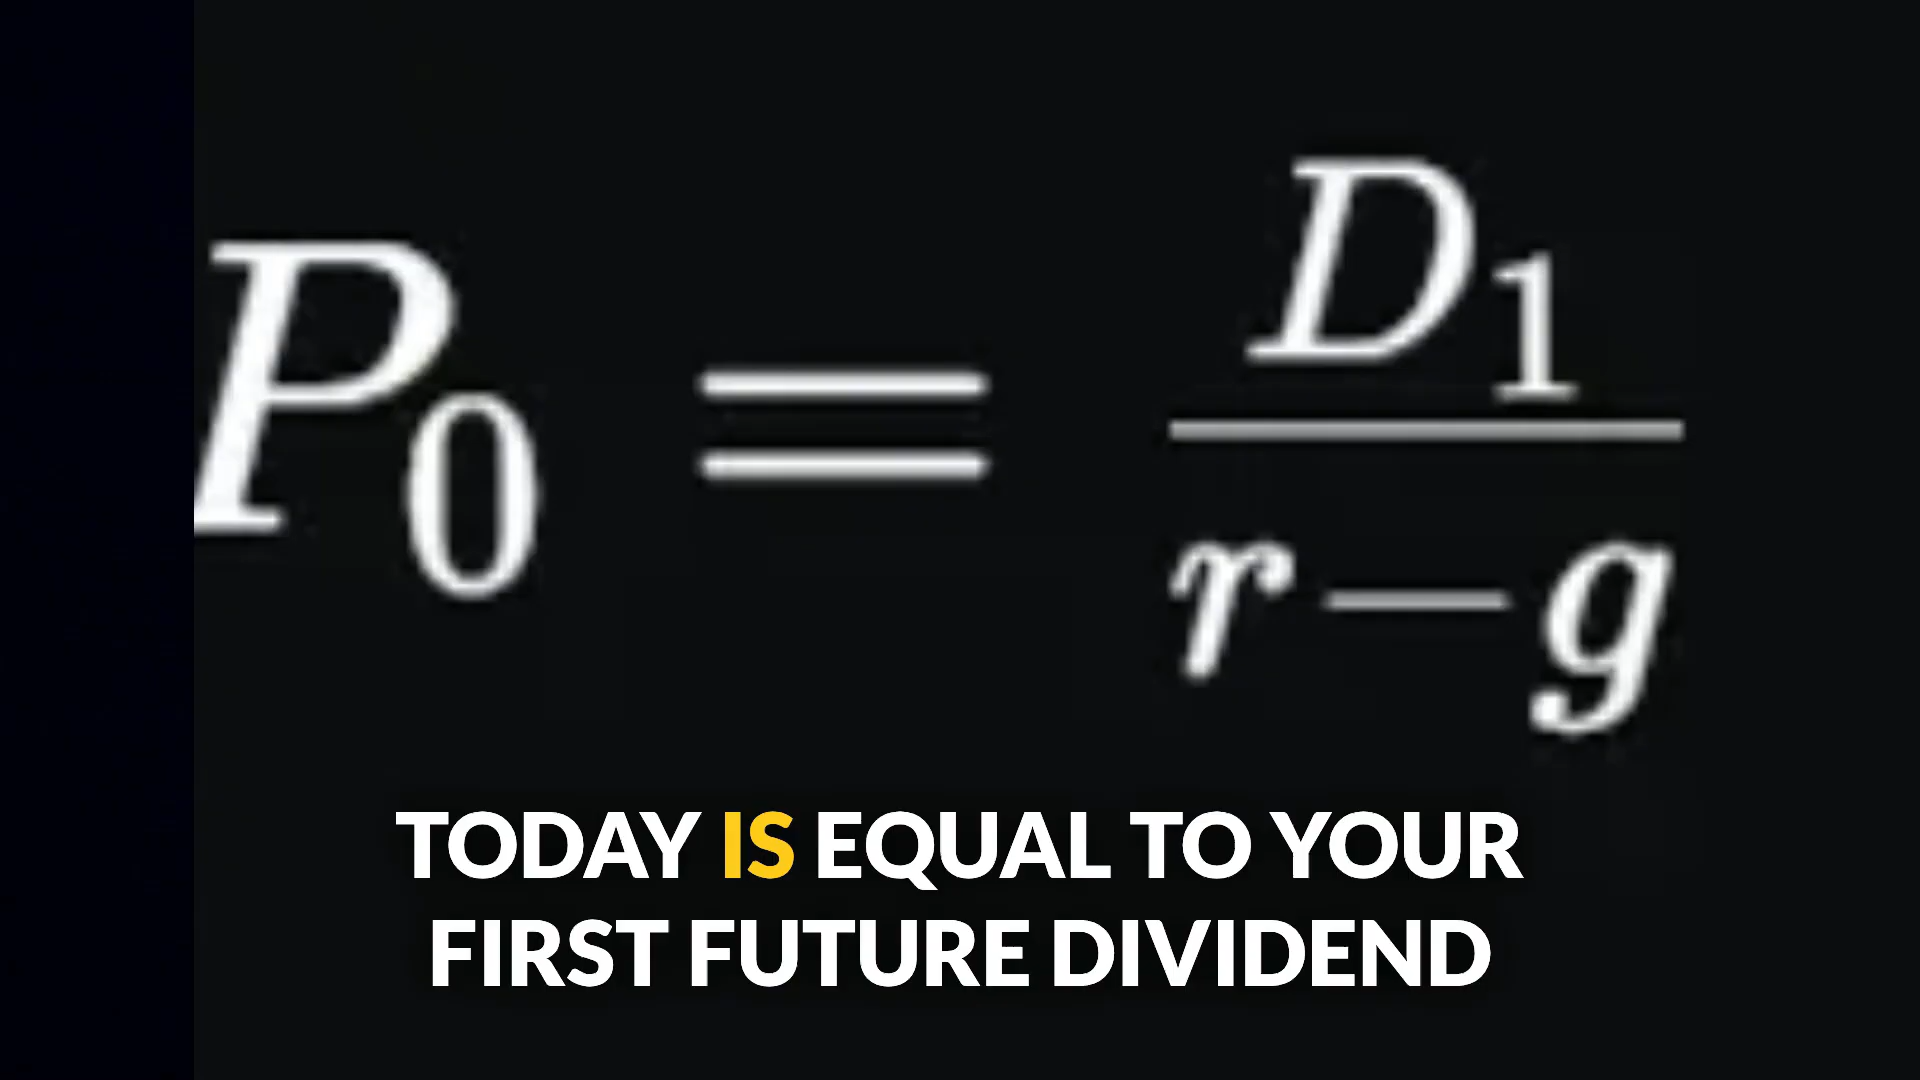 P₀ = D₁ / (r − g)
TODAY IS EQUAL TO YOUR
FIRST FUTURE DIVIDEND